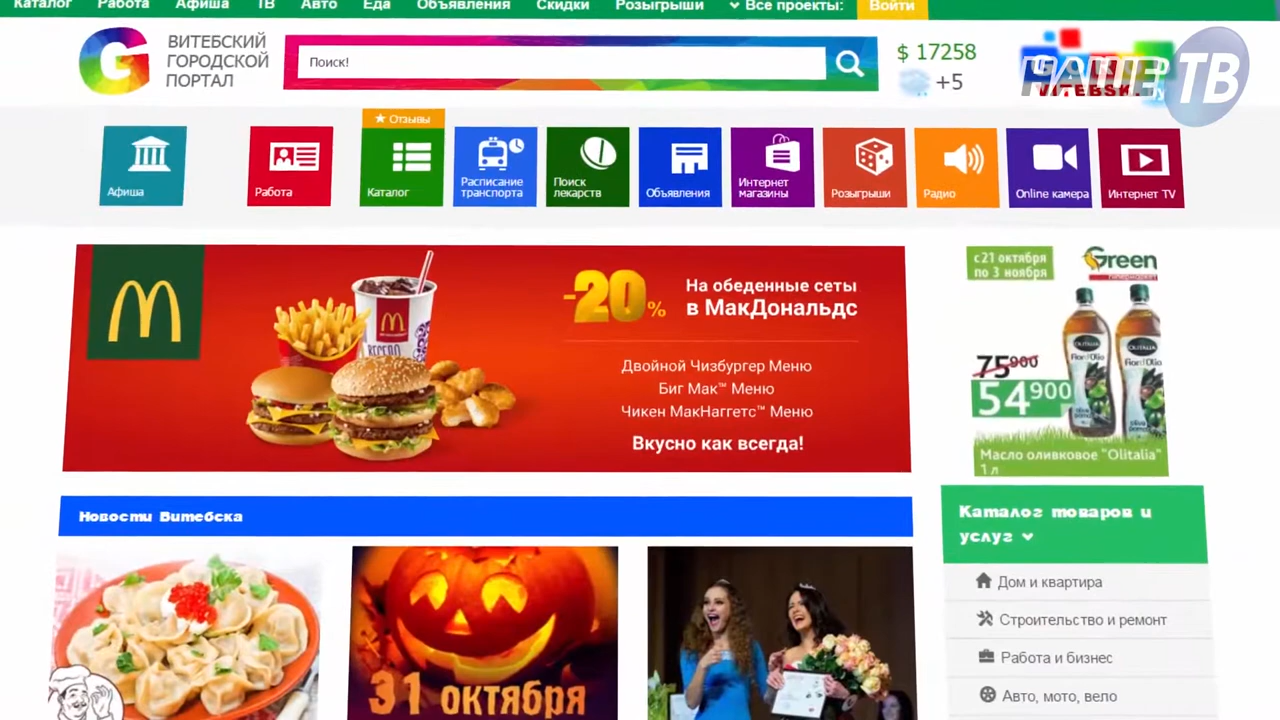 Каталог Работа Афиша ТВ Авто Еда Объявления Скидки Розыгрыши Все проекты: Войти
ВИТЕБСКИЙ
ГОРОДСКОЙ
ПОРТАЛ
Поиск!
$ 17258
+5
НАШЕ ТВ
VITEBSK.
Отзывы
Афиша
Работа
Каталог
Расписание
транспорта
Поиск
лекарств
Объявления
Интернет
магазины
Розыгрыши
Радио
Online камера
Интернет TV
-20%
На обеденные сеты
в МакДональдс
Двойной Чизбургер Меню
Биг Мак™ Меню
Чикен МакНаггетс™ Меню
Вкусно как всегда!
с 21 октября
по 3 ноября
Green
гипермаркет
OLITALIA
OLITALIA
75 900
54 900
Масло оливковое "Olitalia"
1 л
Новости Витебска
31 октября
Каталог товаров и
услуг
Дом и квартира
Строительство и ремонт
Работа и бизнес
Авто, мото, вело